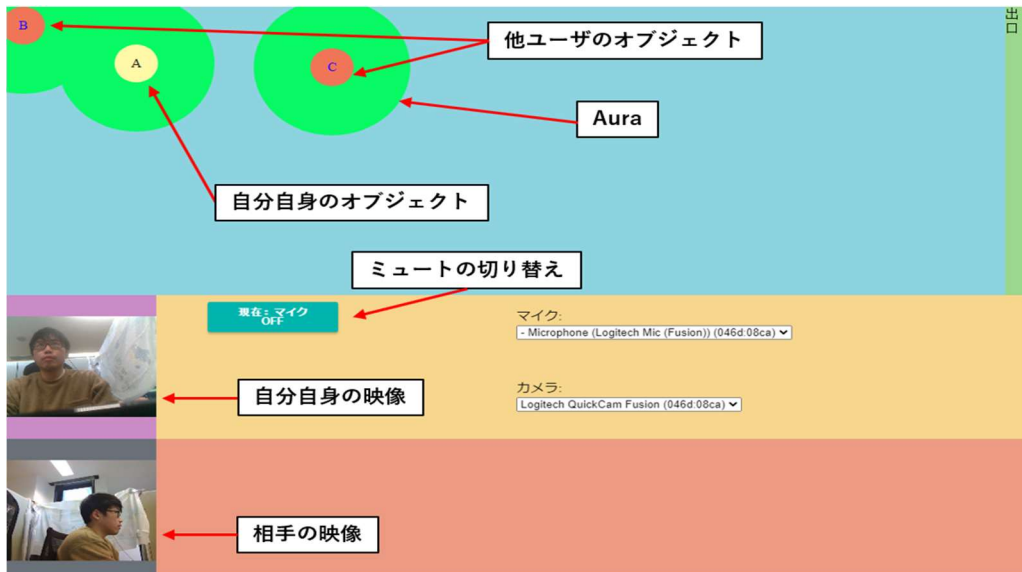 B
A
C
出口
他ユーザのオブジェクト
Aura
自分自身のオブジェクト
ミュートの切り替え
現在：マイク
OFF
マイク:
- Microphone (Logitech Mic (Fusion)) (046d:08ca)
自分自身の映像
カメラ:
Logitech QuickCam Fusion (046d:08ca)
相手の映像